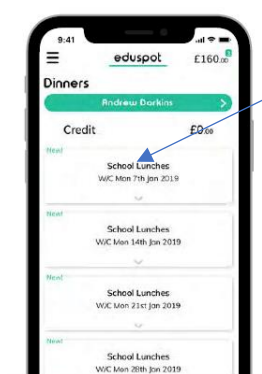 9:41
eduspot £160.00
Dinners
Andrew Dorkins
Credit £0.00
New!
School Lunches
W/C Mon 7th Jan 2019
New!
School Lunches
W/C Mon 14th Jan 2019
New!
School Lunches
W/C Mon 21st Jan 2019
New!
School Lunches
W/C Mon 28th Jan 2019